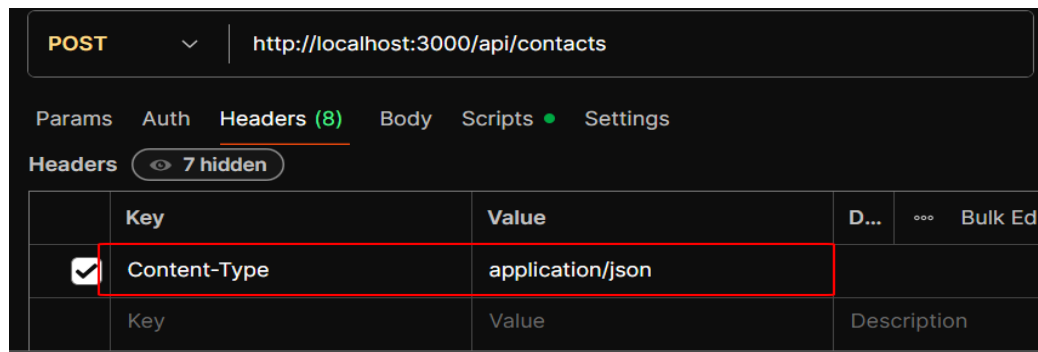 POST http://localhost:3000/api/contacts
Params Auth Headers (8) Body Scripts Settings
Headers 7 hidden
Key Value D... Bulk Ed
Content-Type application/json
Key Value Description